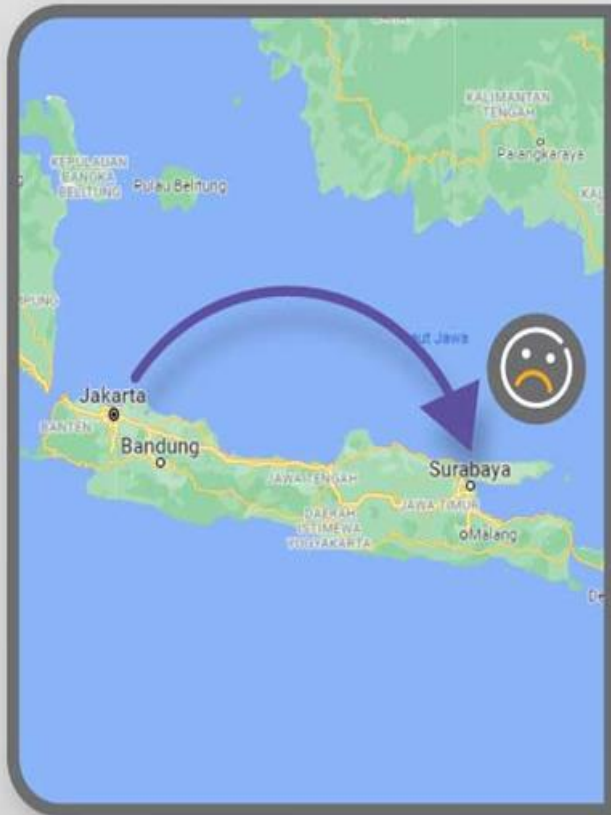 KALIMANTAN
TENGAH
Palangkaraya
KEPULAUAN
BANGKA
BELITUNG
Pulau Belitung
Jawa
Jakarta
BANTEN
Bandung
JAWA TENGAH
Surabaya
JAWA TIMUR
DAERAH
ISTIMEWA
YOGYAKARTA
Malang